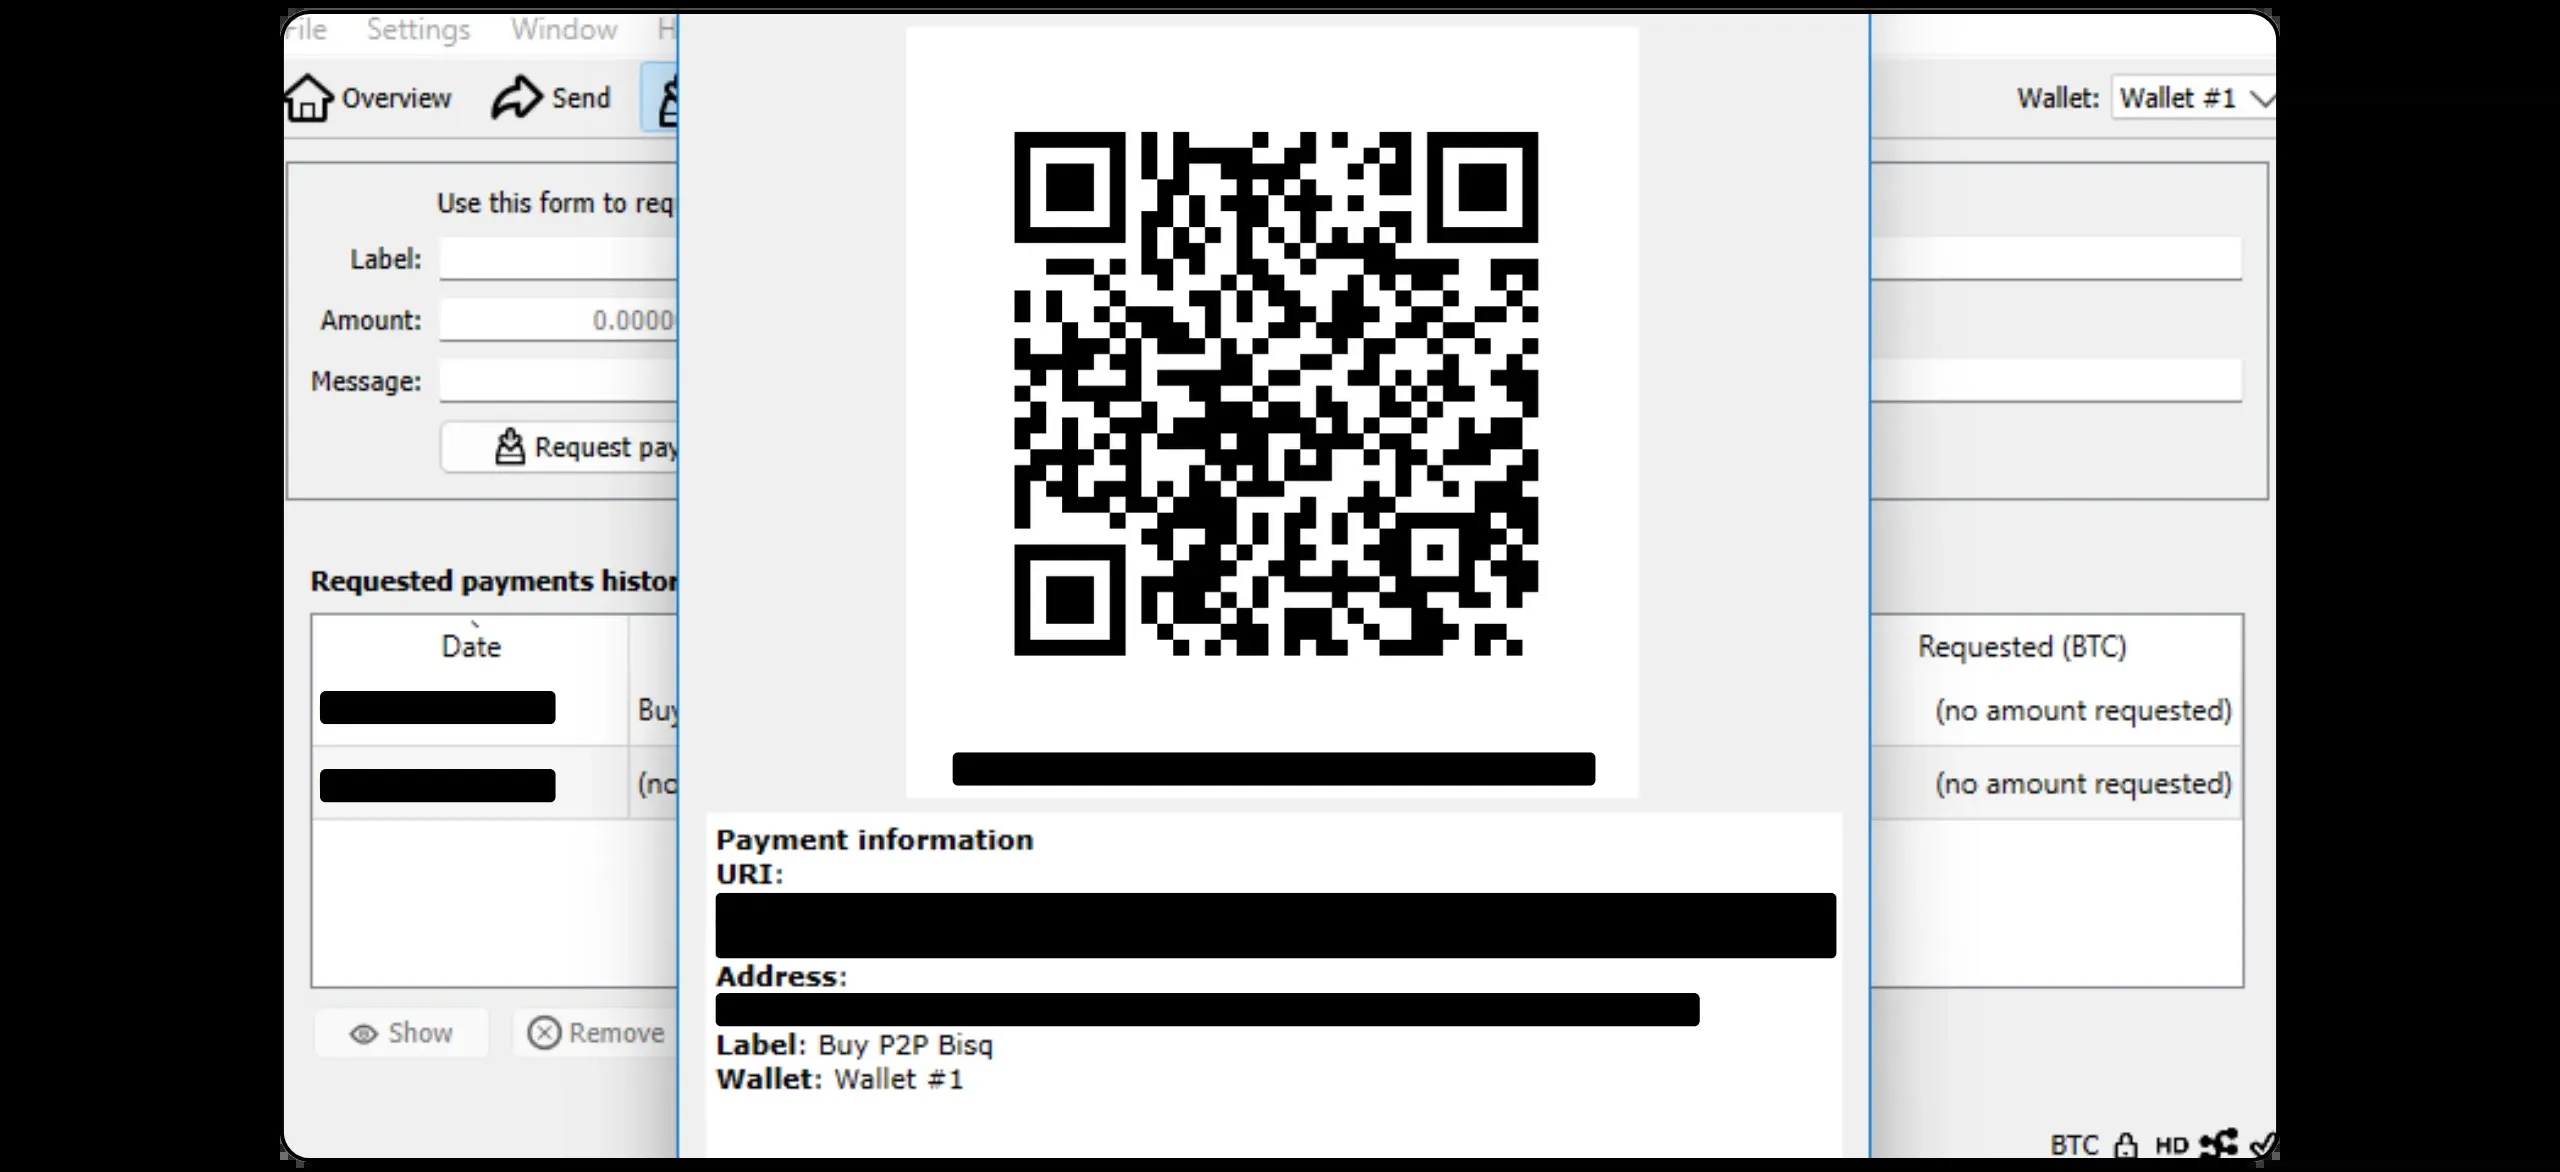 File Settings Window H
Overview Send
Wallet: Wallet #1
Use this form to req
Label:
Amount: 0.0000
Message:
Request pay
Requested payments histor
Date
Requested (BTC)
Buy
(no amount requested)
(no
(no amount requested)
Show Remove
Payment information
URI:
Address:
Label: Buy P2P Bisq
Wallet: Wallet #1
BTC HD